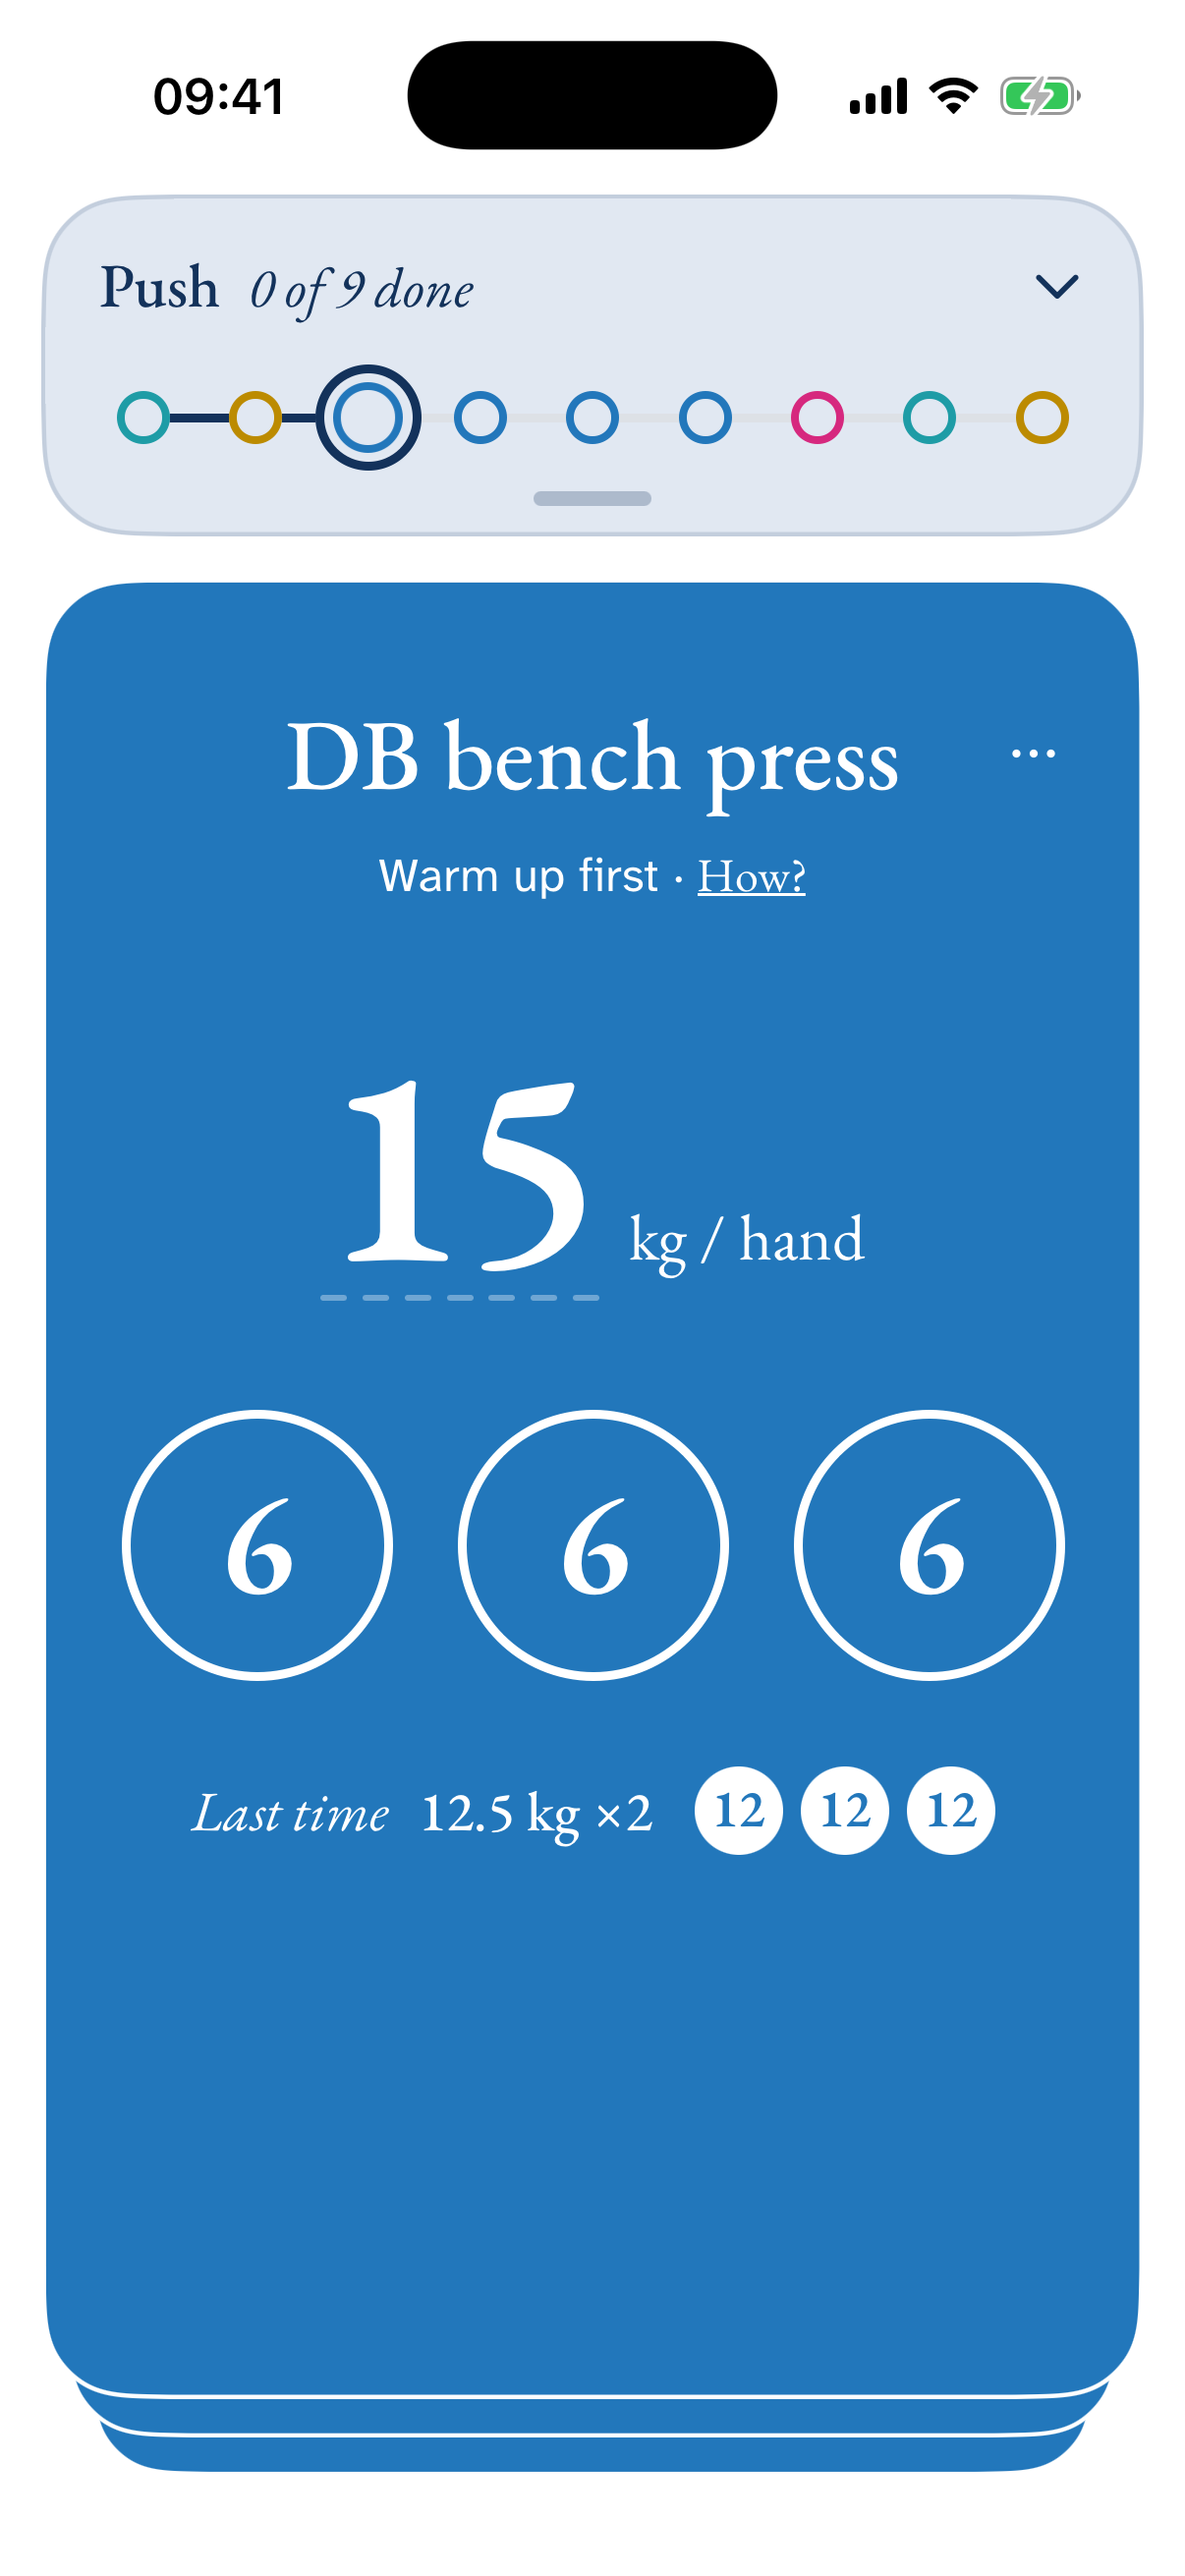 09:41
Push 0 of 9 done
DB bench press ...
Warm up first · How?
15 kg / hand
6 6 6
Last time 12.5 kg ×2 12 12 12